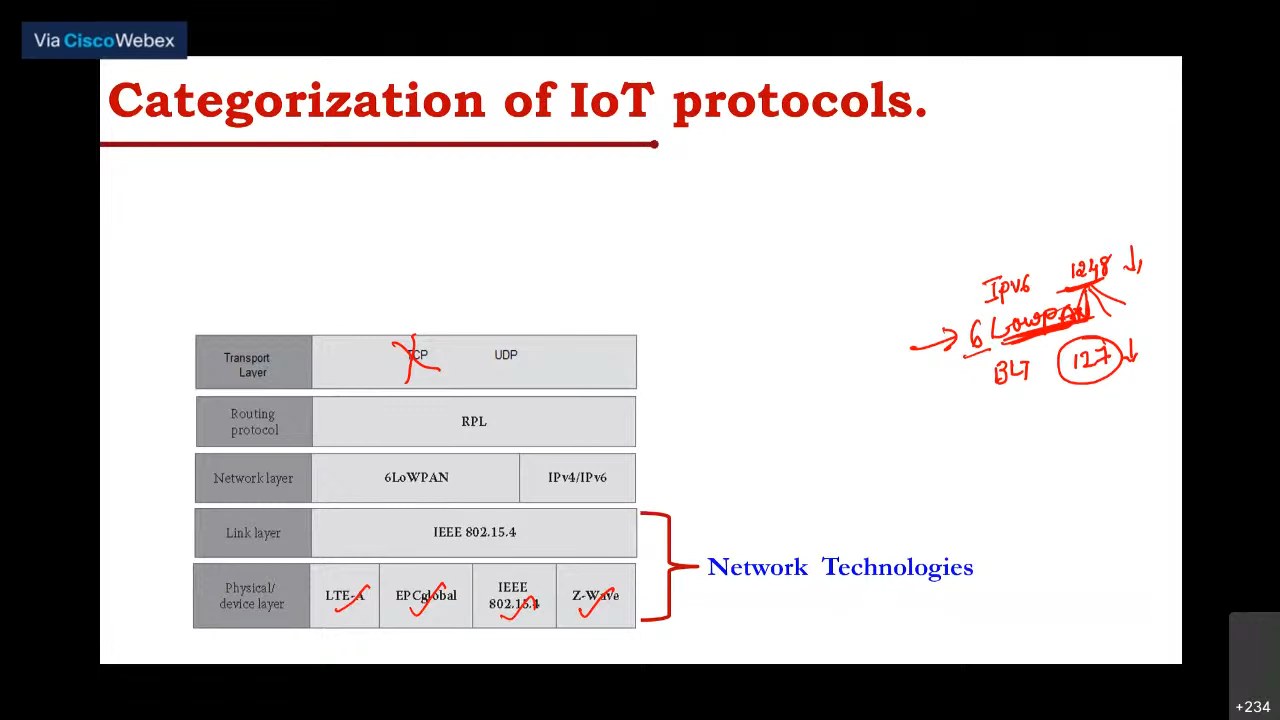 Via CiscoWebex
Categorization of IoT protocols.
Ipv6 1248
6 LowPAN
BLT 127
Transport Layer TCP UDP
Routing protocol RPL
Network layer 6LoWPAN IPv4/IPv6
Link layer IEEE 802.15.4
Network Technologies
Physical/ device layer LTE-A EPCglobal IEEE 802.15.4 Z-Wave
+234